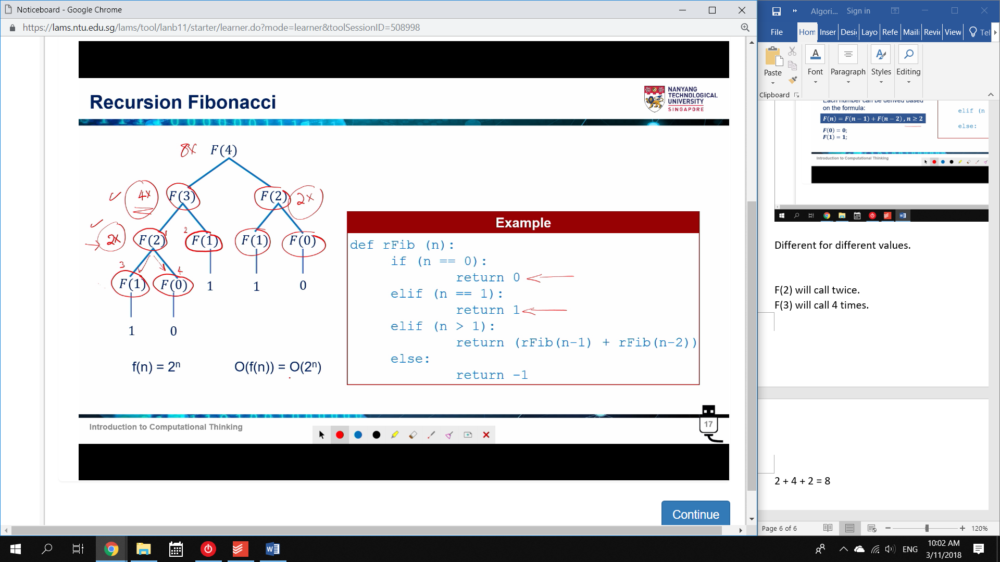 Noticeboard - Google Chrome
https://lams.ntu.edu.sg/lams/tool/lanb11/starter/learner.do?mode=learner&toolSessionID=508998
Recursion Fibonacci
NANYANG
TECHNOLOGICAL
UNIVERSITY
SINGAPORE
8x F(4)
4x F(3) F(2) 2x
2x F(2) 1 2 F(1) F(1) F(0)
3 F(1) F(0) 4 1 1 0
1 0
f(n) = 2ⁿ O(f(n)) = O(2ⁿ)
Example
def rFib (n):
if (n == 0):
return 0
elif (n == 1):
return 1
elif (n > 1):
return (rFib(n-1) + rFib(n-2))
else:
return -1
Introduction to Computational Thinking
17
Continue
Algori... Sign in
File Hom Inser Desi Layo Refe Maili Revi View Tel
Paste Font Paragraph Styles Editing
Clipboard
Each number can be derived based
on the formula:
F(n) = F(n − 1) + F(n − 2) , n ≥ 2
F(0) = 0;
F(1) = 1;
elif (n
else:
Introduction to Computational Thinking
Different for different values.
F(2) will call twice.
F(3) will call 4 times.
2 + 4 + 2 = 8
Page 6 of 6 120%
ENG
10:02 AM
3/11/2018